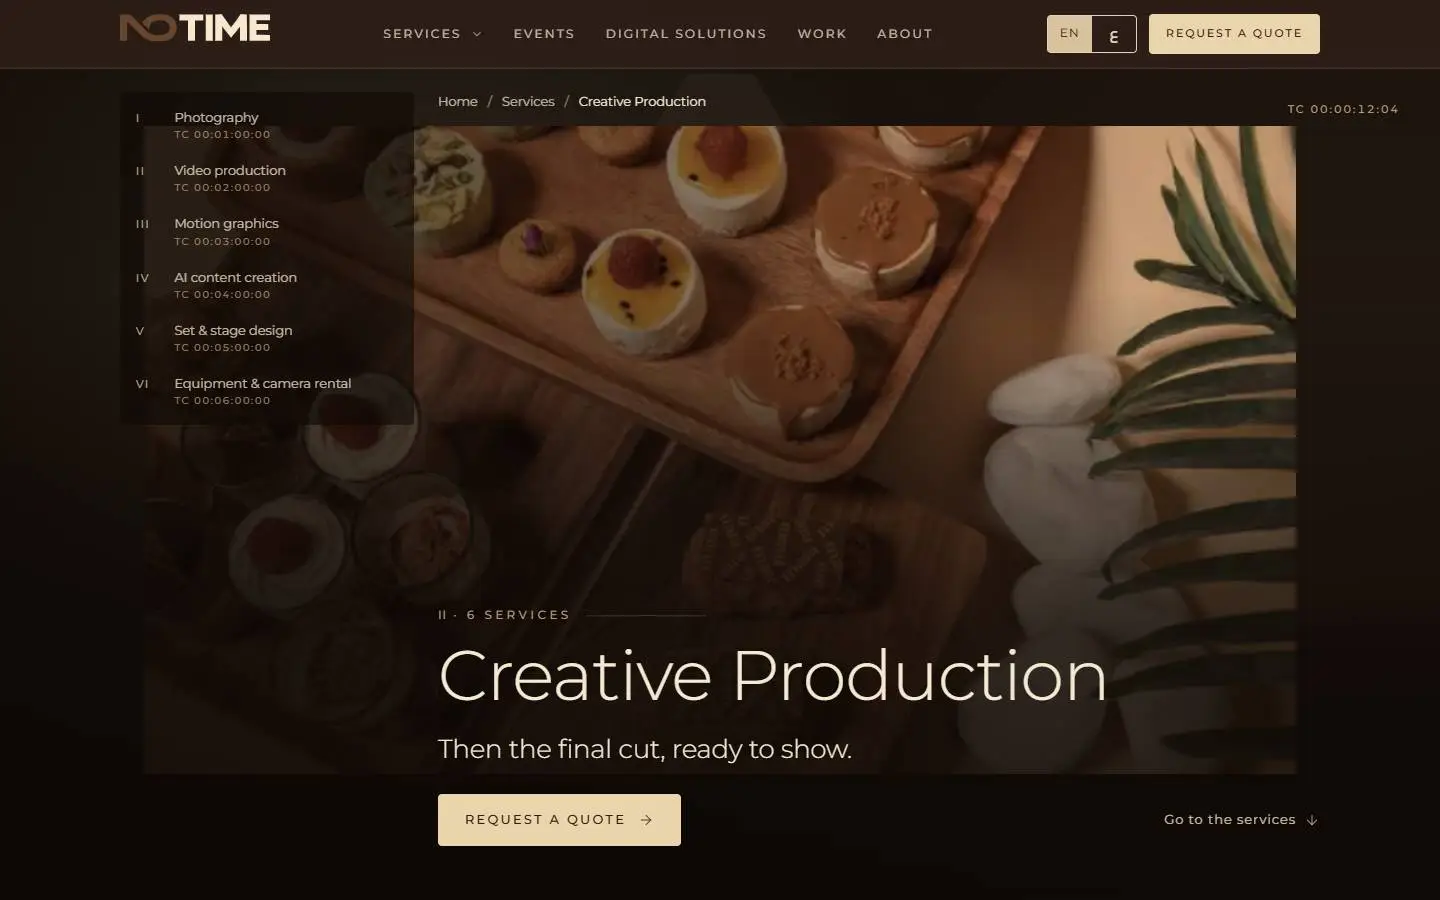 NOTIME
SERVICES
EVENTS
DIGITAL SOLUTIONS
WORK
ABOUT
EN
ع
REQUEST A QUOTE
Home / Services / Creative Production
TC 00:00:12:04
I Photography
TC 00:01:00:00
II Video production
TC 00:02:00:00
III Motion graphics
TC 00:03:00:00
IV AI content creation
TC 00:04:00:00
V Set & stage design
TC 00:05:00:00
VI Equipment & camera rental
TC 00:06:00:00
II · 6 SERVICES
Creative Production
Then the final cut, ready to show.
REQUEST A QUOTE →
Go to the services ↓